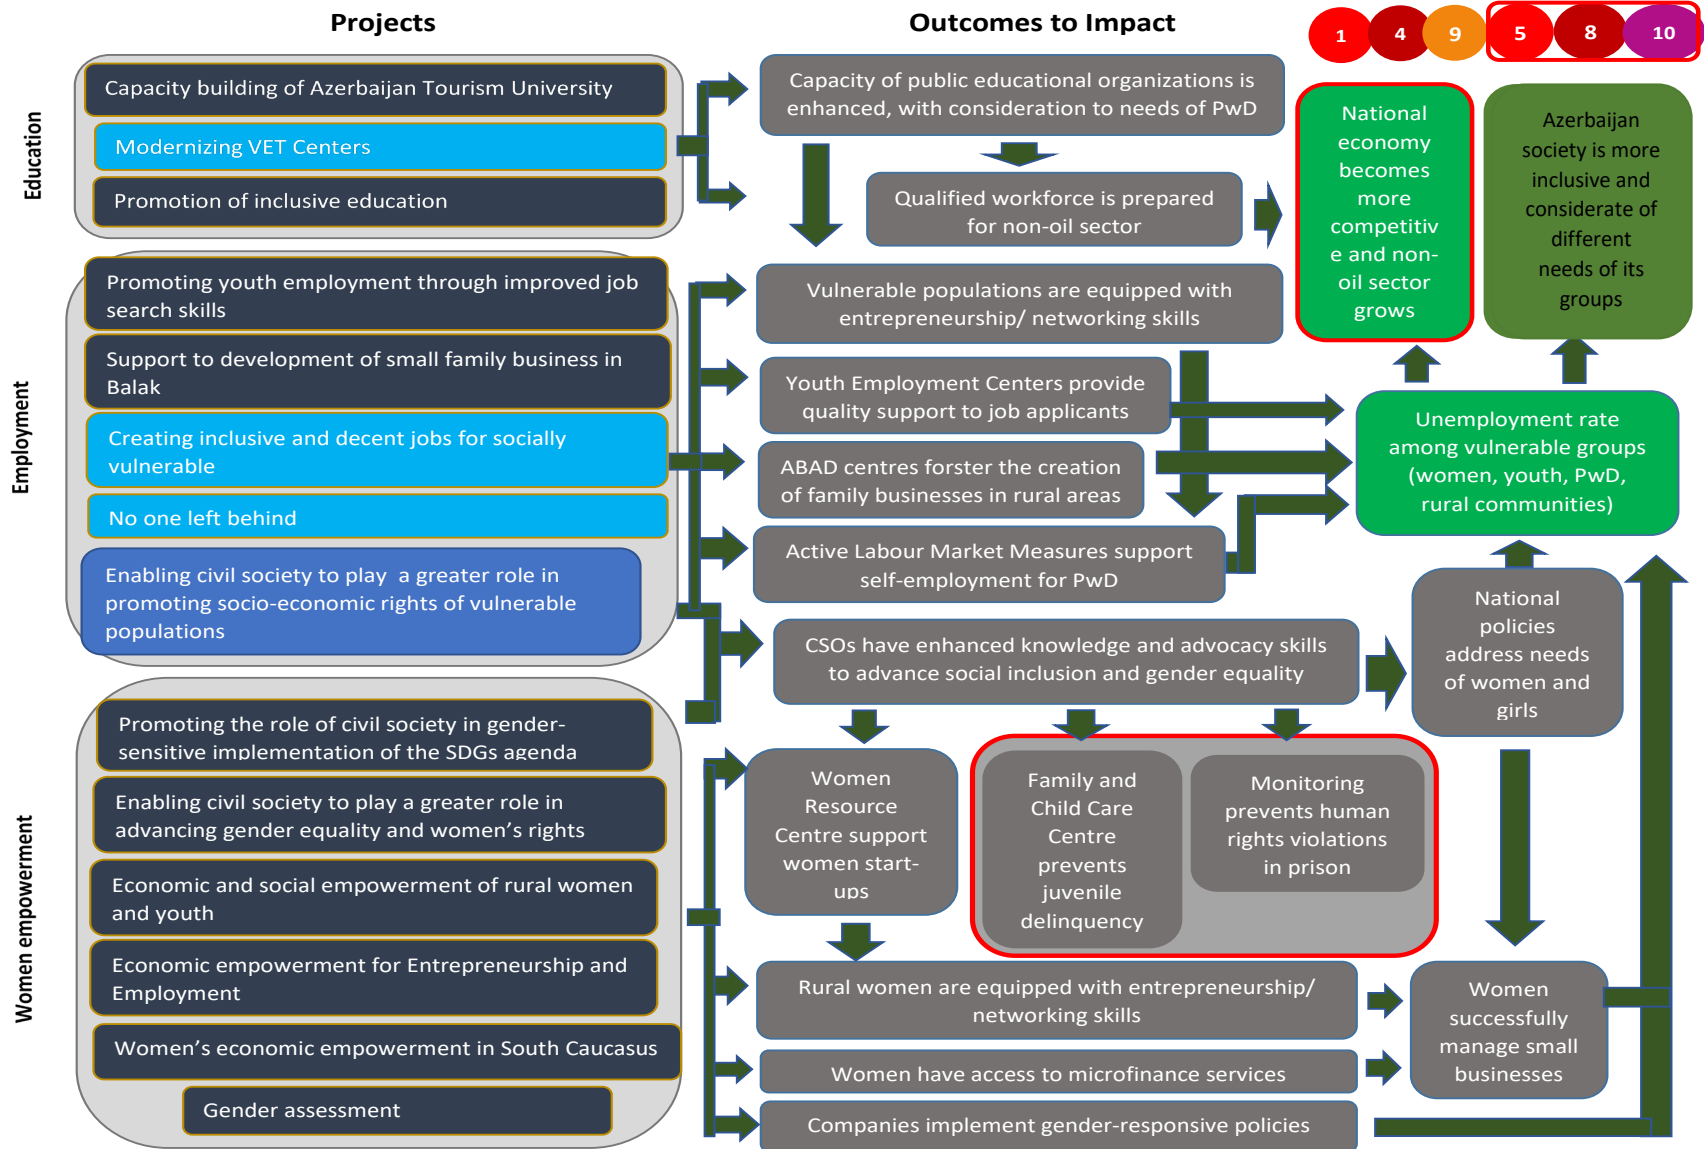 Projects
Outcomes to Impact
1 4 9 5 8 10
Education
Capacity building of Azerbaijan Tourism University
Modernizing VET Centers
Promotion of inclusive education
Employment
Promoting youth employment through improved job
search skills
Support to development of small family business in
Balak
Creating inclusive and decent jobs for socially
vulnerable
No one left behind
Enabling civil society to play a greater role in
promoting socio-economic rights of vulnerable
populations
Women empowerment
Promoting the role of civil society in gender-
sensitive implementation of the SDGs agenda
Enabling civil society to play a greater role in
advancing gender equality and women's rights
Economic and social empowerment of rural women
and youth
Economic empowerment for Entrepreneurship and
Employment
Women's economic empowerment in South Caucasus
Gender assessment
Capacity of public educational organizations is
enhanced, with consideration to needs of PwD
Qualified workforce is prepared
for non-oil sector
Vulnerable populations are equipped with
entrepreneurship/ networking skills
Youth Employment Centers provide
quality support to job applicants
ABAD centres forster the creation
of family businesses in rural areas
Active Labour Market Measures support
self-employment for PwD
CSOs have enhanced knowledge and advocacy skills
to advance social inclusion and gender equality
Women
Resource
Centre support
women start-
ups
Family and
Child Care
Centre
prevents
juvenile
delinquency
Monitoring
prevents human
rights violations
in prison
Rural women are equipped with entrepreneurship/
networking skills
Women have access to microfinance services
Companies implement gender-responsive policies
National
economy
becomes
more
competitiv
e and non-
oil sector
grows
Azerbaijan
society is more
inclusive and
considerate of
different
needs of its
groups
Unemployment rate
among vulnerable groups
(women, youth, PwD,
rural communities)
National
policies
address needs
of women and
girls
Women
successfully
manage small
businesses